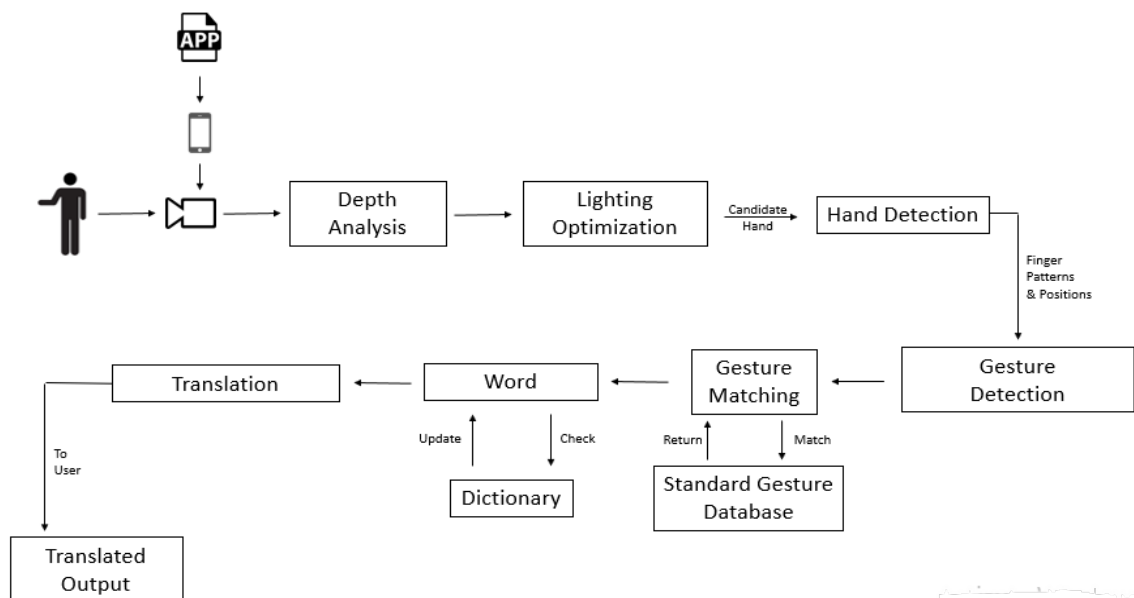 APP
Depth
Analysis
Lighting
Optimization
Candidate
Hand
Hand Detection
Finger
Patterns
& Positions
Gesture
Detection
Gesture
Matching
Return
Match
Standard Gesture
Database
Word
Update
Check
Dictionary
Translation
To
User
Translated
Output